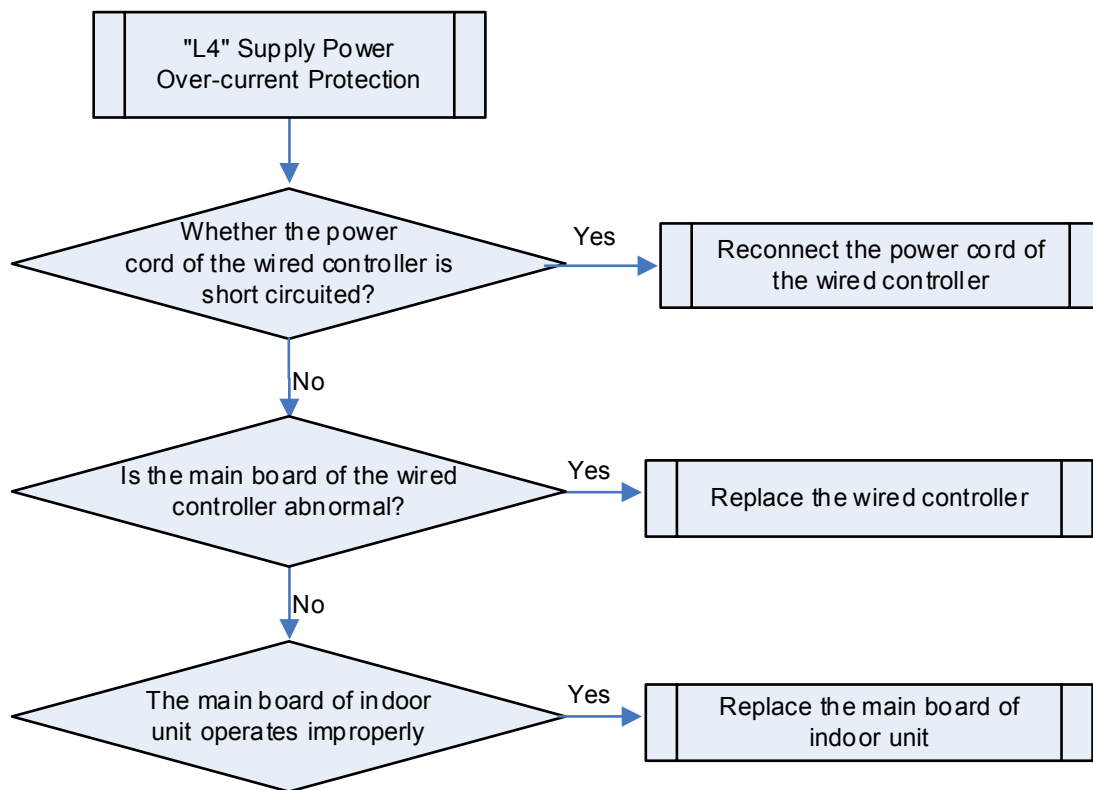 "L4" Supply Power
Over-current Protection
Whether the power
cord of the wired controller is
short circuited?
Yes
Reconnect the power cord of
the wired controller
No
Is the main board of the wired
controller abnormal?
Yes
Replace the wired controller
No
The main board of indoor
unit operates improperly
Yes
Replace the main board of
indoor unit